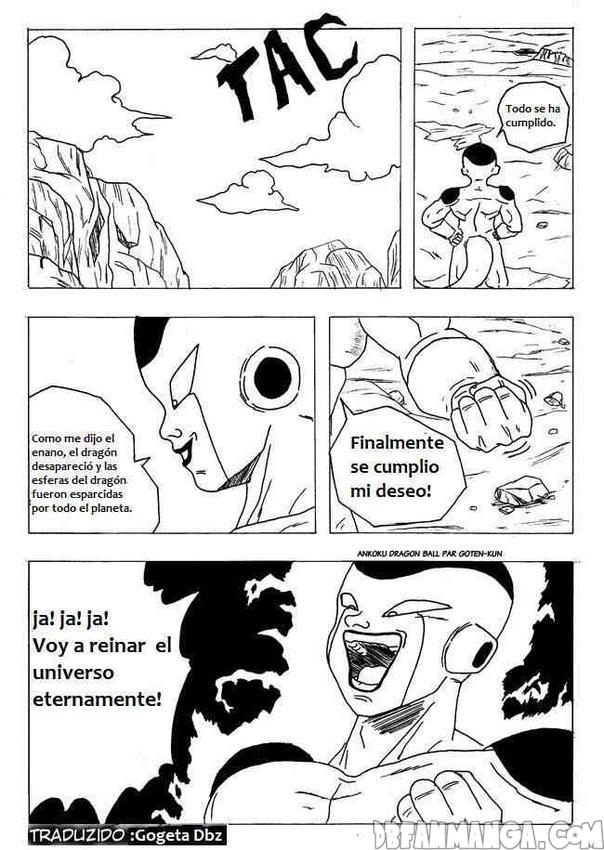 TAC
Todo se ha
cumplido.
Como me dijo el
enano, el dragón
desapareció y las
esferas del dragón
fueron esparcidas
por todo el planeta.
Finalmente
se cumplio
mi deseo!
ANKOKU DRAGON BALL PAR GOTEN-KUN
ja! ja! ja!
Voy a reinar el
universo
eternamente!
TRADUZIDO :Gogeta Dbz
DBFANMANGA.COM